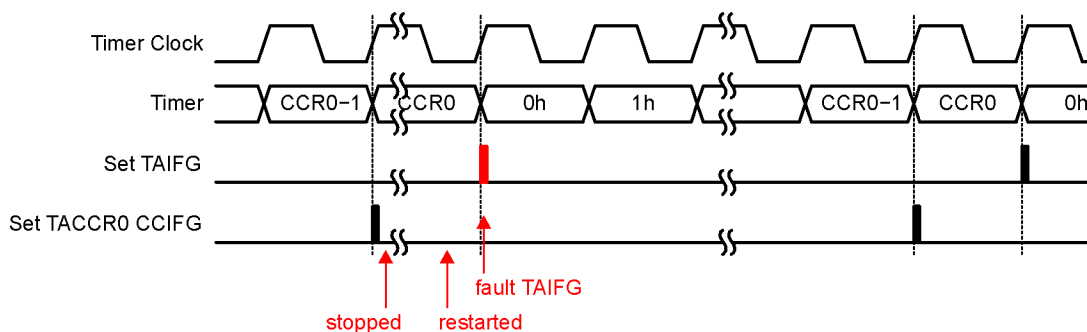 Timer Clock
Timer CCR0−1 CCR0 0h 1h CCR0−1 CCR0 0h
Set TAIFG
Set TACCR0 CCIFG
fault TAIFG
stopped restarted